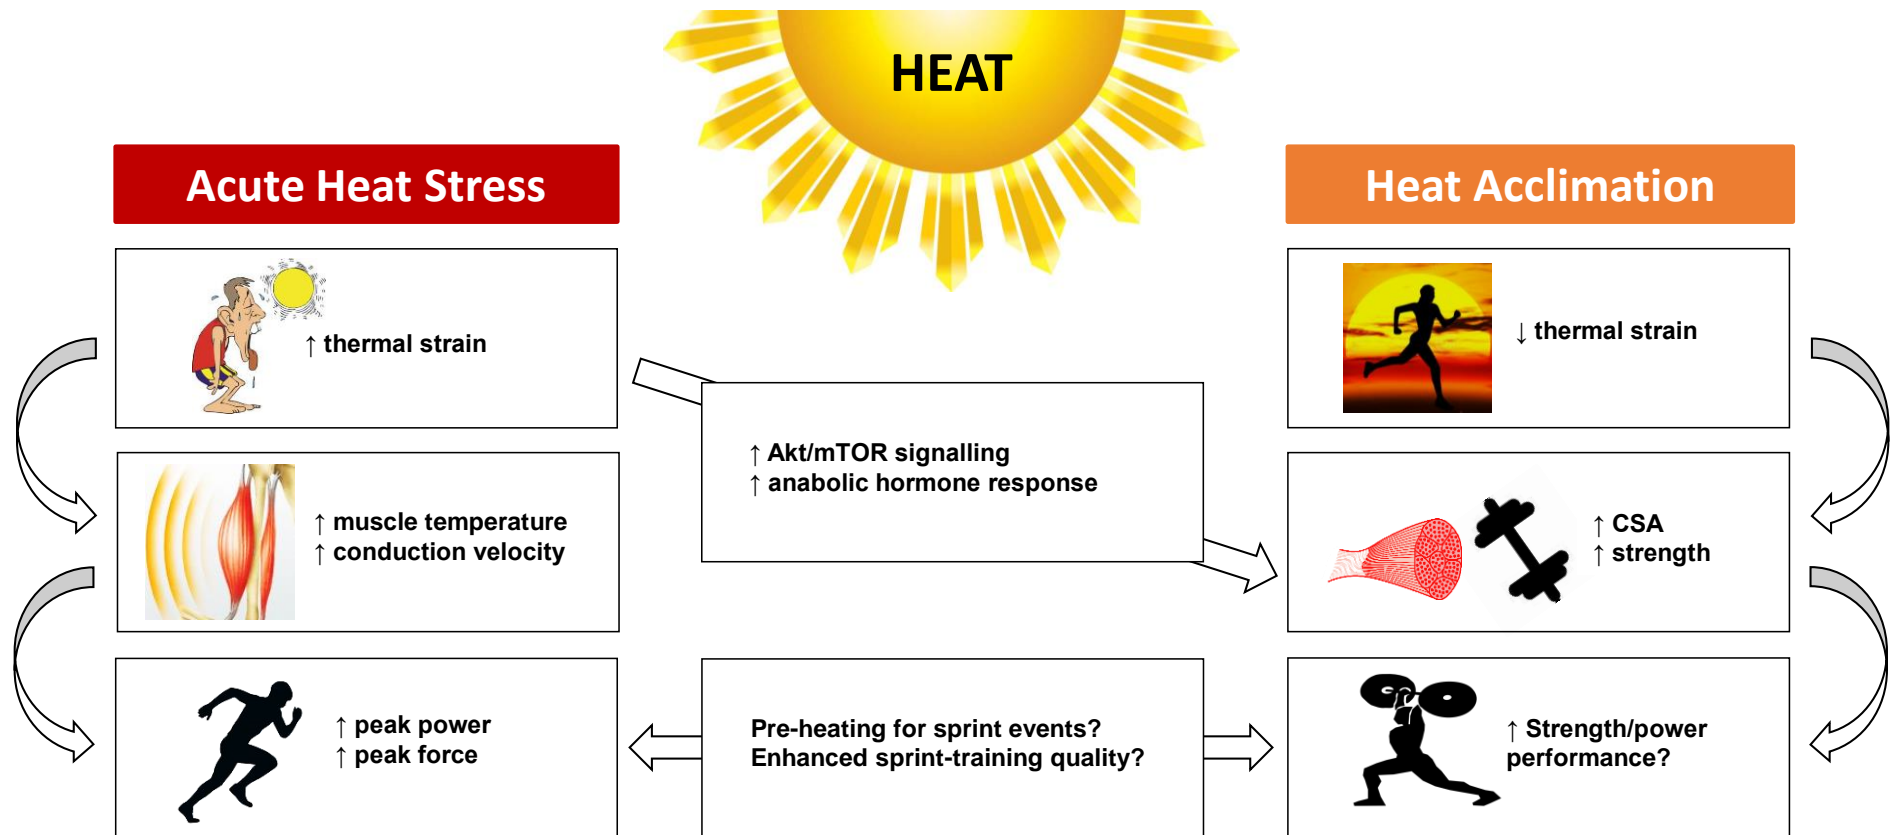 HEAT
Acute Heat Stress
Heat Acclimation
↑ thermal strain
↓ thermal strain
↑ Akt/mTOR signalling
↑ anabolic hormone response
↑ muscle temperature
↑ conduction velocity
↑ CSA
↑ strength
↑ peak power
↑ peak force
Pre-heating for sprint events?
Enhanced sprint-training quality?
↑ Strength/power
performance?